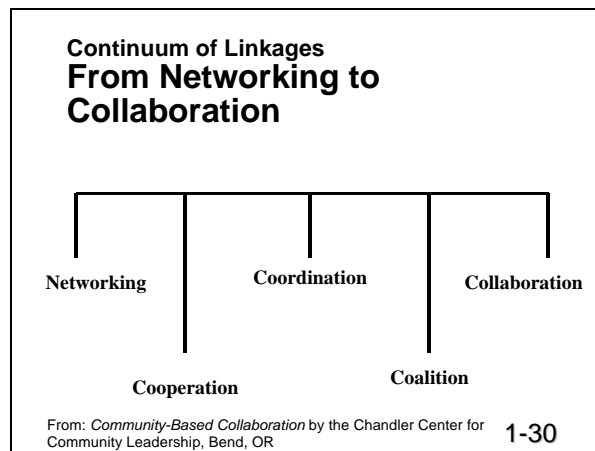 Continuum of Linkages
From Networking to
Collaboration
Networking
Coordination
Collaboration
Cooperation
Coalition
From: Community-Based Collaboration by the Chandler Center for
Community Leadership, Bend, OR
1-30